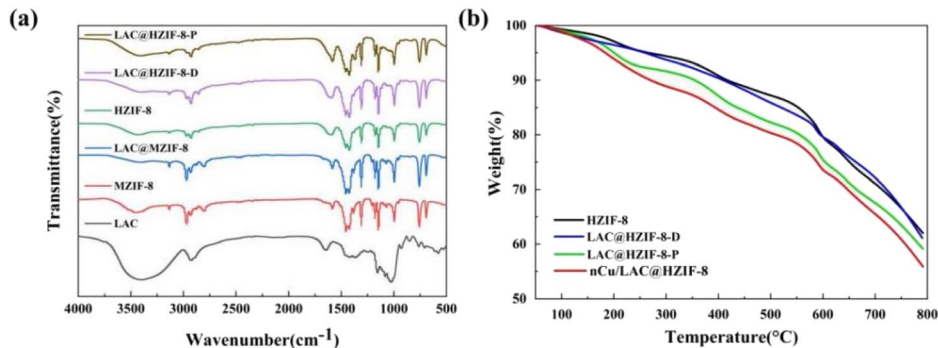 (a)
LAC@HZIF-8-P
LAC@HZIF-8-D
HZIF-8
LAC@MZIF-8
MZIF-8
LAC
Transmittance(%)
4000 3500 3000 2500 2000 1500 1000 500
Wavenumber(cm-1)
(b)
100
90
80
70
60
50
Weight(%)
HZIF-8
LAC@HZIF-8-D
LAC@HZIF-8-P
nCu/LAC@HZIF-8
100 200 300 400 500 600 700 800
Temperature(°C)